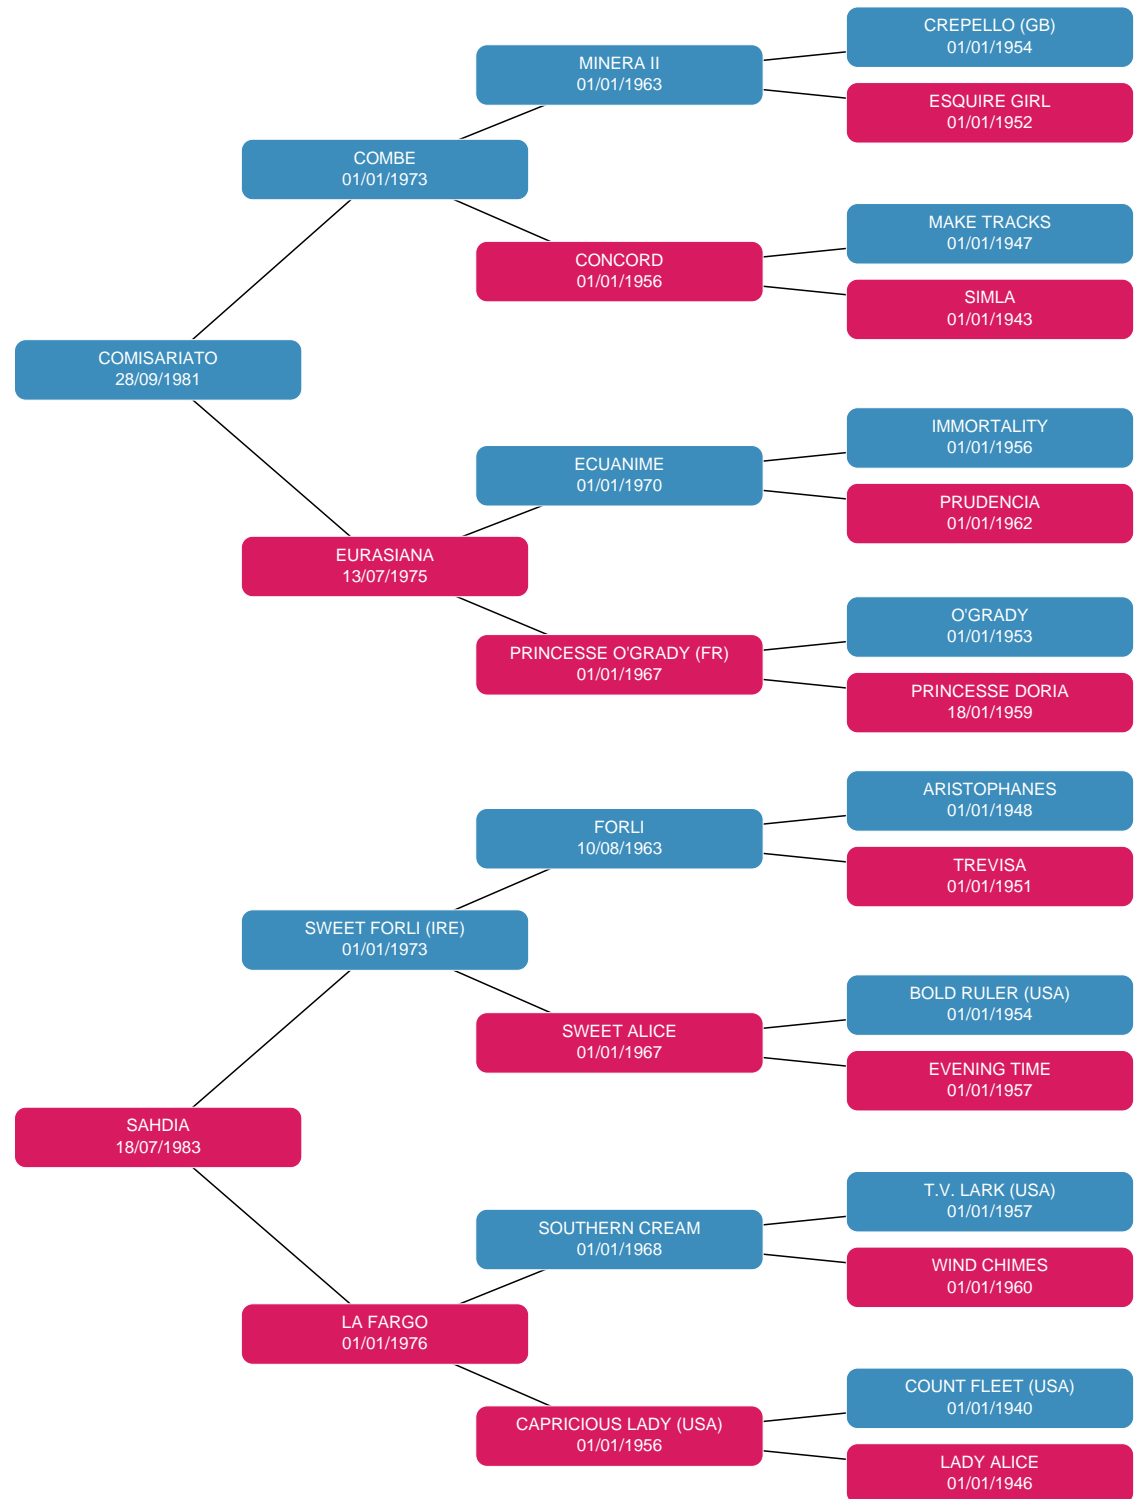 CREPELLO (GB)
01/01/1954
MINERA II
01/01/1963
ESQUIRE GIRL
01/01/1952
COMBE
01/01/1973
MAKE TRACKS
01/01/1947
CONCORD
01/01/1956
SIMLA
01/01/1943
COMISARIATO
28/09/1981
IMMORTALITY
01/01/1956
ECUANIME
01/01/1970
PRUDENCIA
01/01/1962
EURASIANA
13/07/1975
O'GRADY
01/01/1953
PRINCESSE O'GRADY (FR)
01/01/1967
PRINCESSE DORIA
18/01/1959
ARISTOPHANES
01/01/1948
FORLI
10/08/1963
TREVISA
01/01/1951
SWEET FORLI (IRE)
01/01/1973
BOLD RULER (USA)
01/01/1954
SWEET ALICE
01/01/1967
EVENING TIME
01/01/1957
SAHDIA
18/07/1983
T.V. LARK (USA)
01/01/1957
SOUTHERN CREAM
01/01/1968
WIND CHIMES
01/01/1960
LA FARGO
01/01/1976
COUNT FLEET (USA)
01/01/1940
CAPRICIOUS LADY (USA)
01/01/1956
LADY ALICE
01/01/1946